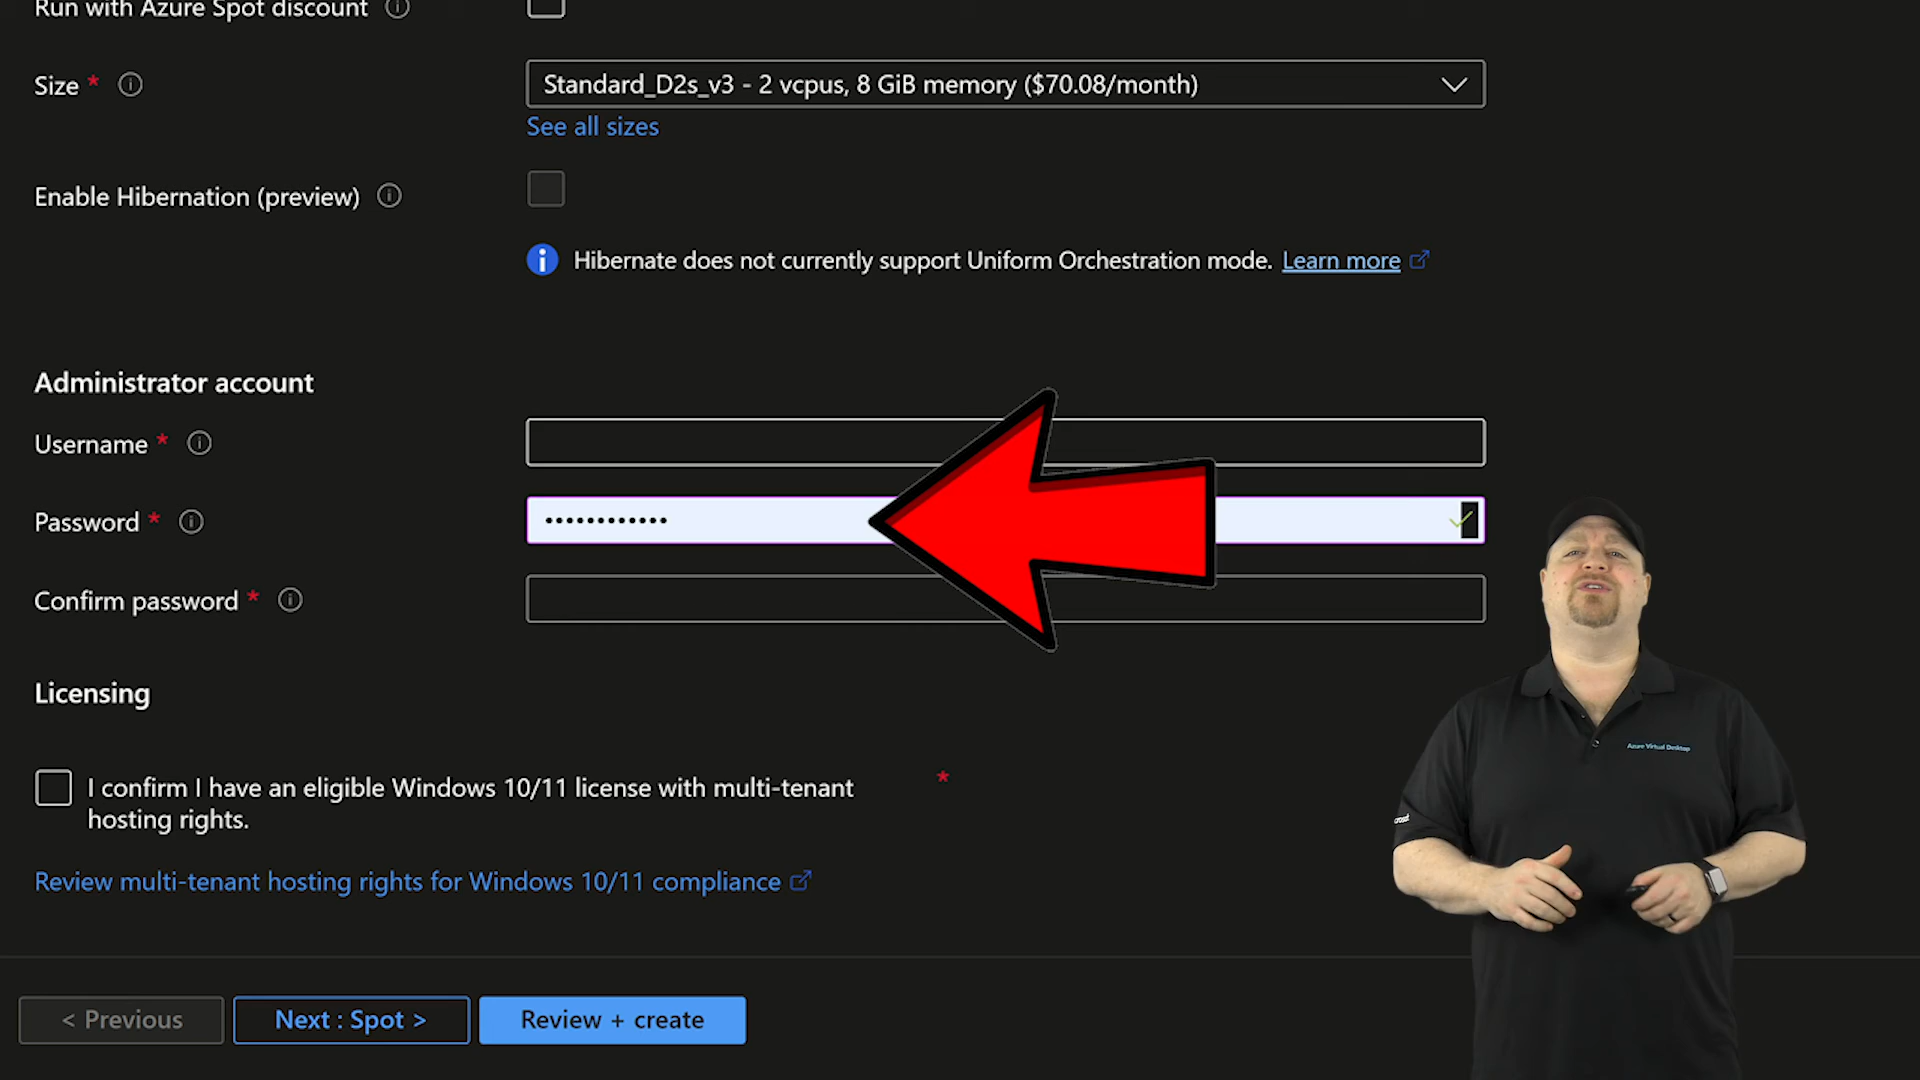 Run with Azure Spot discount
Size *
Standard_D2s_v3 - 2 vcpus, 8 GiB memory ($70.08/month)
See all sizes
Enable Hibernation (preview)
Hibernate does not currently support Uniform Orchestration mode. Learn more
Administrator account
Username *
Password *
••••••••••••
Confirm password *
Licensing
I confirm I have an eligible Windows 10/11 license with multi-tenant *
hosting rights.
Review multi-tenant hosting rights for Windows 10/11 compliance
< Previous
Next : Spot >
Review + create
Azure Virtual Desktop